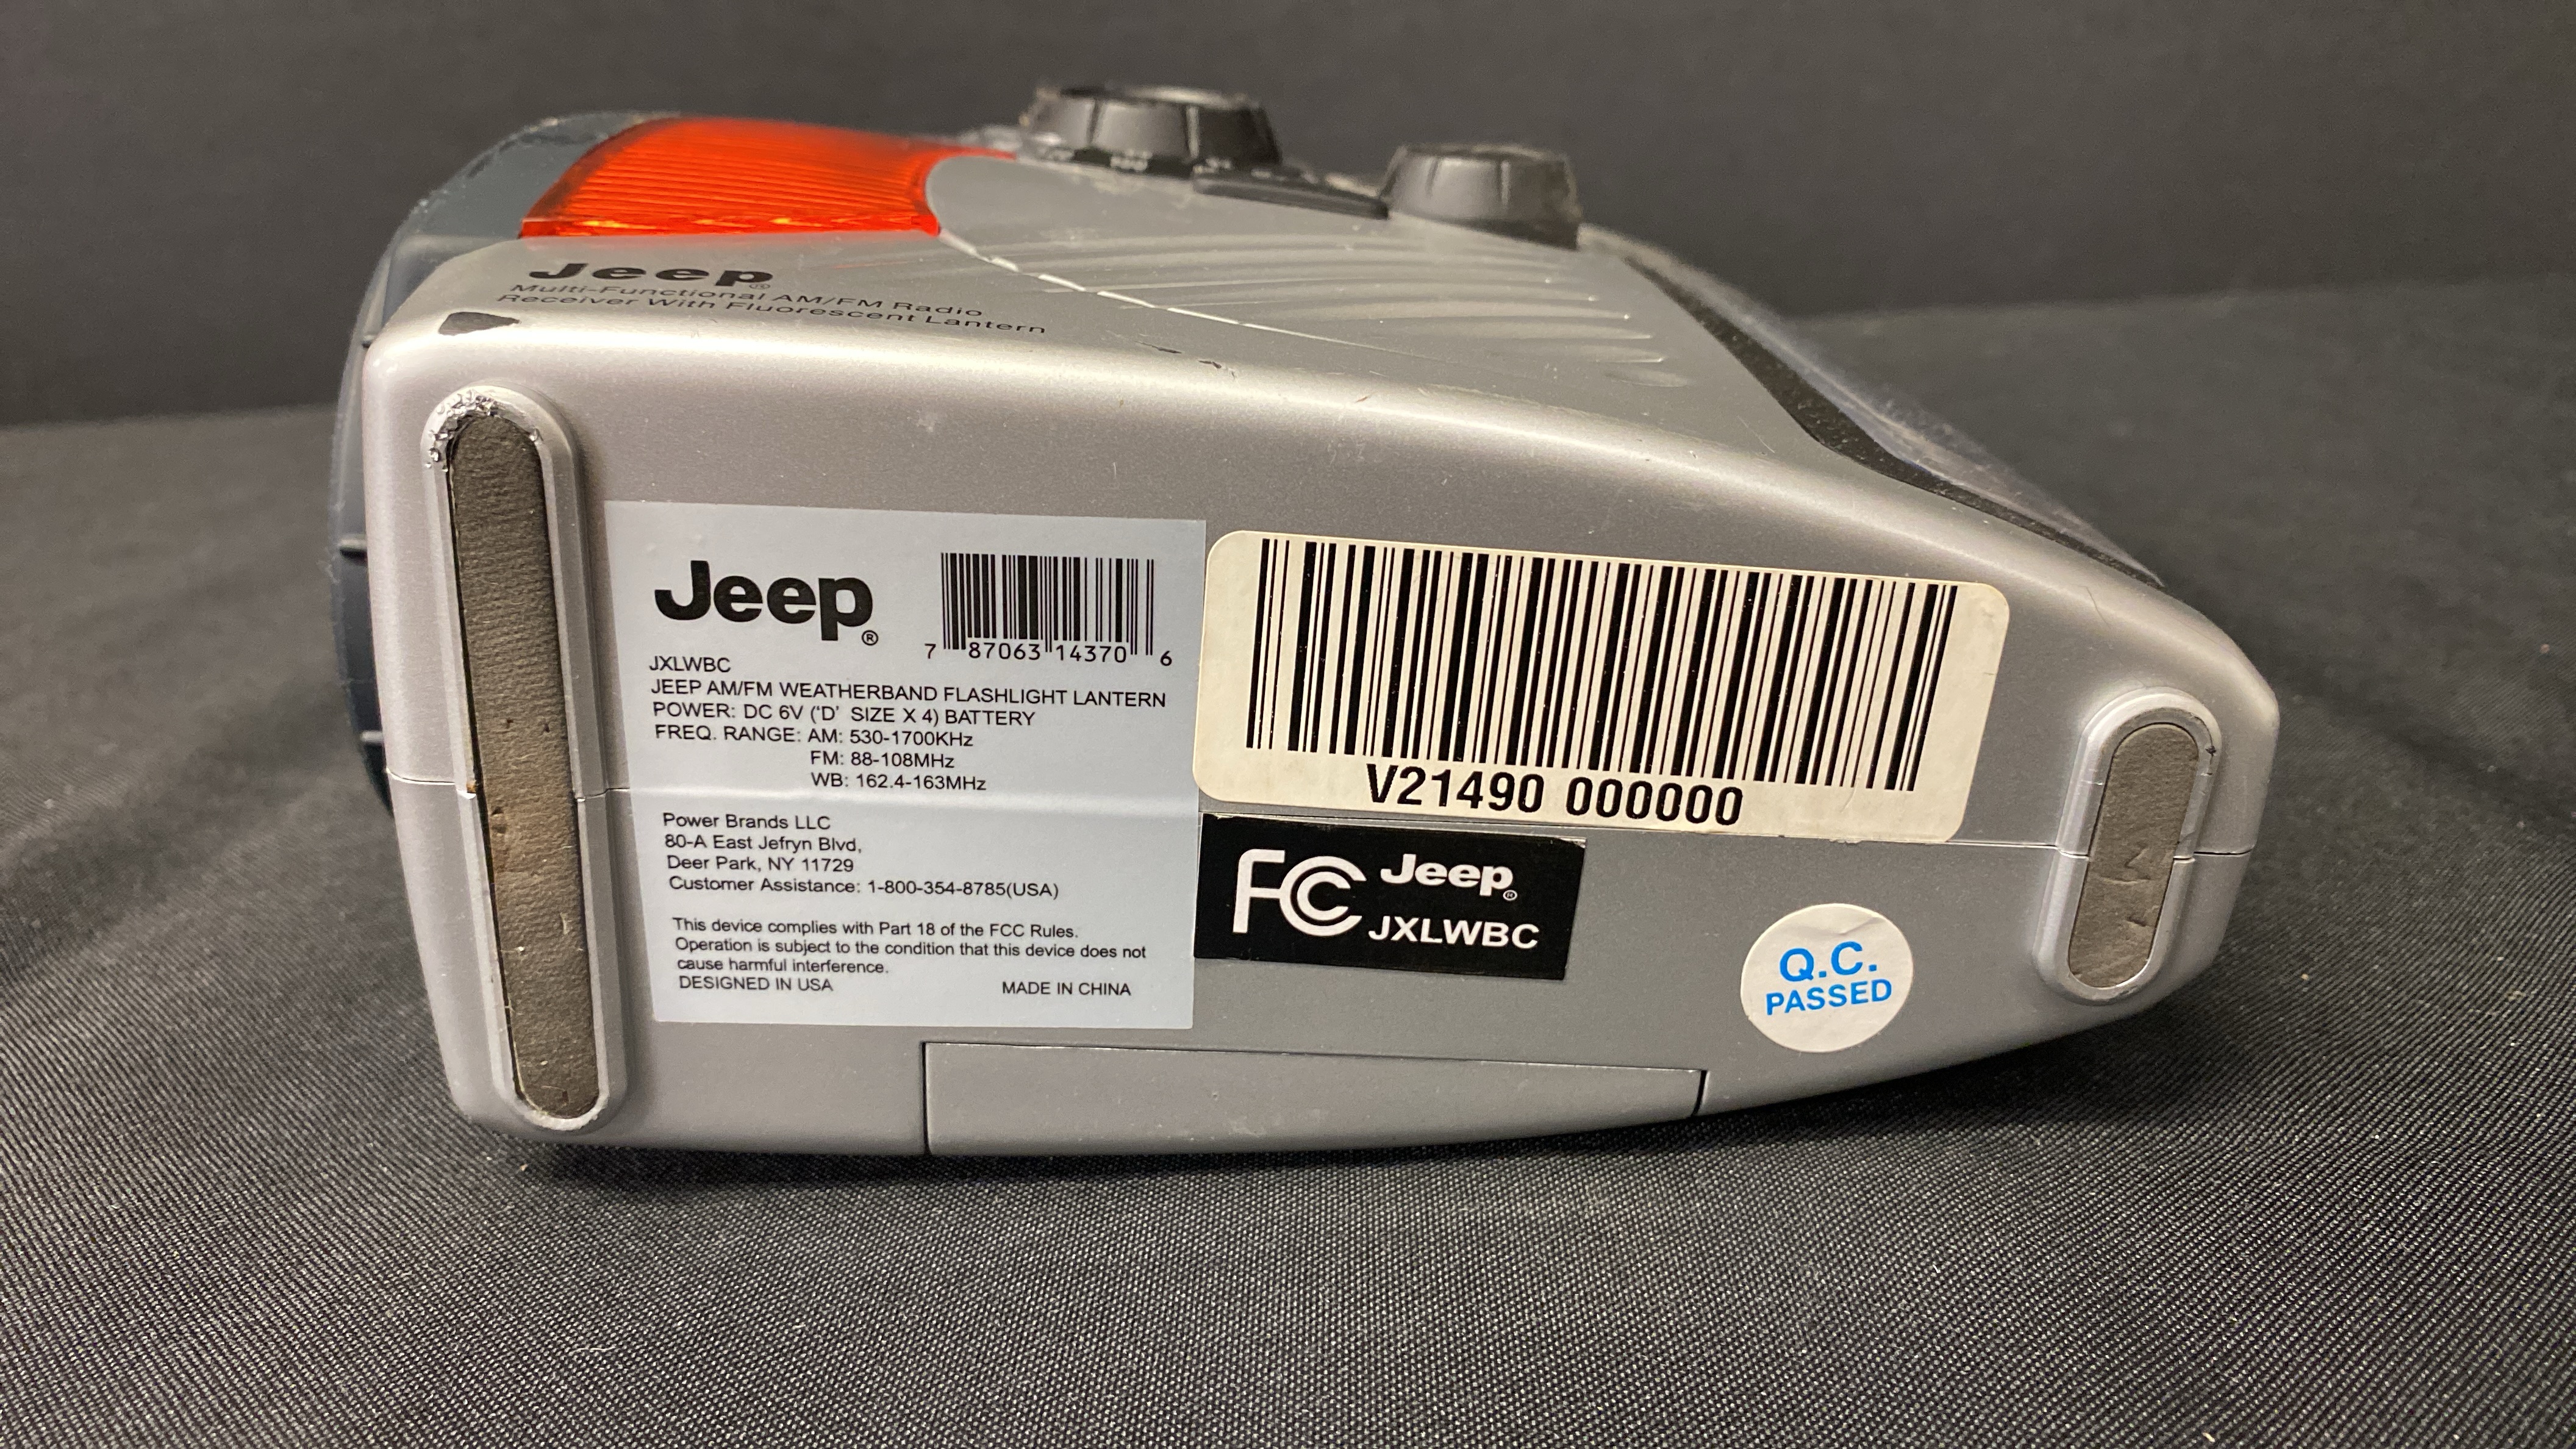 Jeep®
Multi-Functional AM/FM Radio
Receiver With Fluorescent Lantern
Jeep®
7 87063 14370 6
JXLWBC
JEEP AM/FM WEATHERBAND FLASHLIGHT LANTERN
POWER: DC 6V ('D' SIZE X 4) BATTERY
FREQ. RANGE: AM: 530-1700KHz
FM: 88-108MHz
WB: 162.4-163MHz
Power Brands LLC
80-A East Jefryn Blvd,
Deer Park, NY 11729
Customer Assistance: 1-800-354-8785(USA)
This device complies with Part 18 of the FCC Rules.
Operation is subject to the condition that this device does not
cause harmful interference.
DESIGNED IN USA MADE IN CHINA
V21490 000000
FC Jeep®
JXLWBC
Q.C.
PASSED